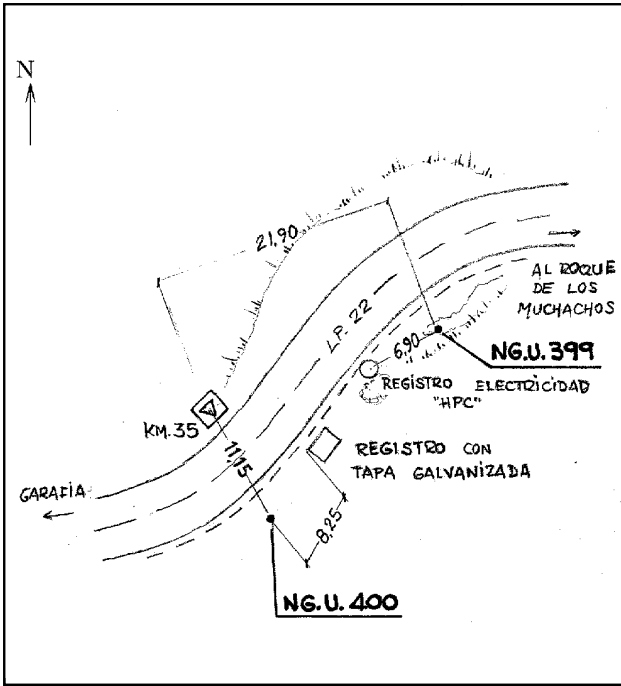 N
21,90
LP-22
AL ROQUE
DE LOS
MUCHACHOS
6,90
NG.U.399
REGISTRO ELECTRICIDAD
"HPC"
KM.35
11,15
REGISTRO CON
TAPA GALVANIZADA
GARAFIA
8,25
NG.U.400